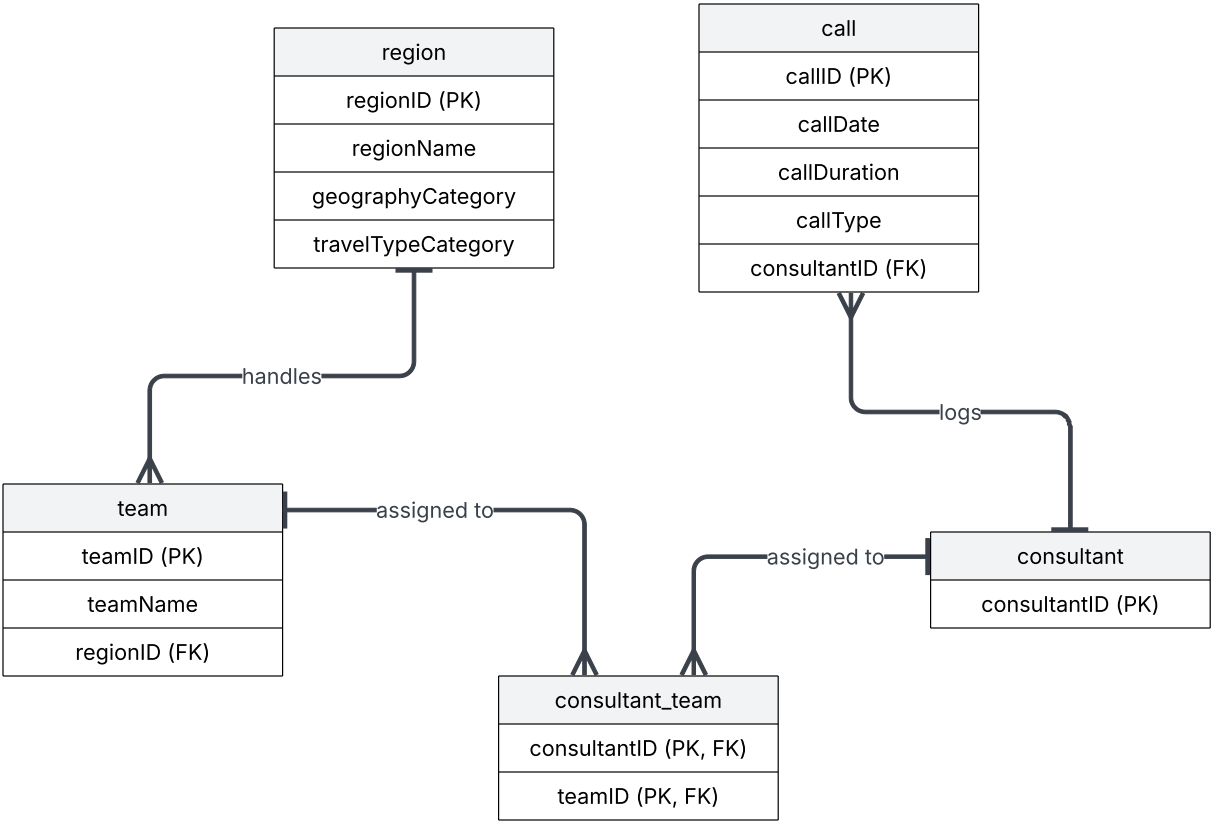 region
regionID (PK)
regionName
geographyCategory
travelTypeCategory
call
callID (PK)
callDate
callDuration
callType
consultantID (FK)
handles
logs
team
teamID (PK)
teamName
regionID (FK)
assigned to
assigned to
consultant
consultantID (PK)
consultant_team
consultantID (PK, FK)
teamID (PK, FK)